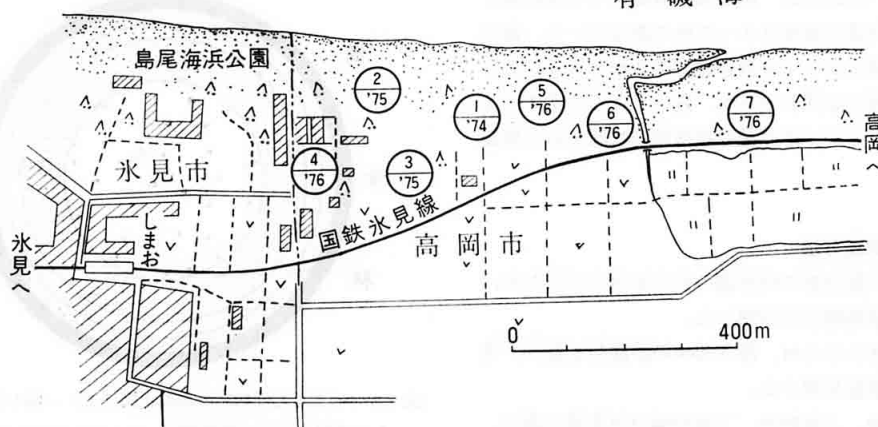 有磯海
島尾海浜公園
2
'75
1
'74
5
'76
6
'76
7
'76
高岡へ
4
'76
3
'75
氷見市
しまお
国鉄氷見線
高岡市
氷見へ
0 400m